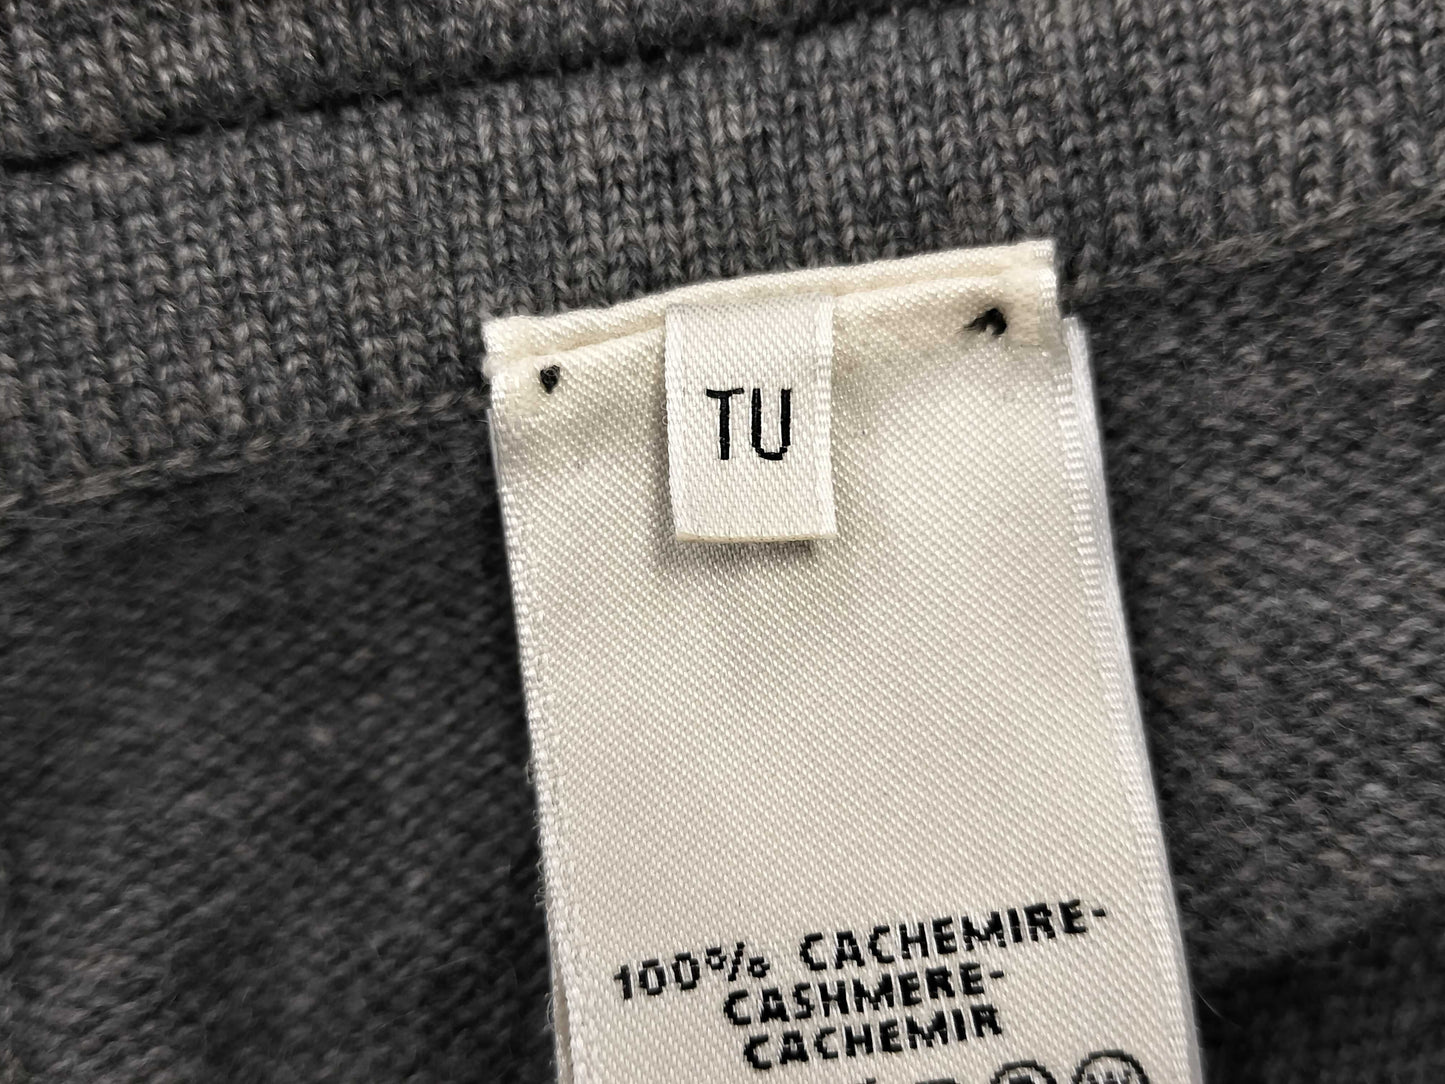 TU
100% CACHEMIRE-
CASHMERE-
CACHEMIR